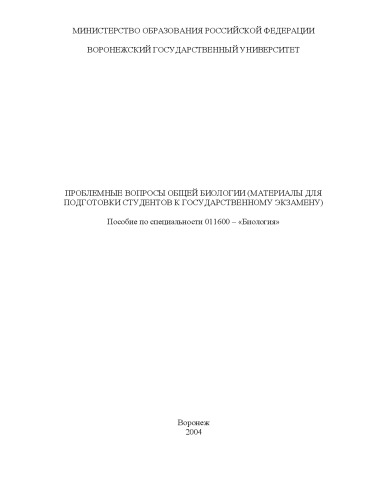 МИНИСТЕРСТВО ОБРАЗОВАНИЯ РОССИЙСКОЙ ФЕДЕРАЦИИ
ВОРОНЕЖСКИЙ ГОСУДАРСТВЕННЫЙ УНИВЕРСИТЕТ
ПРОБЛЕМНЫЕ ВОПРОСЫ ОБЩЕЙ БИОЛОГИИ (МАТЕРИАЛЫ ДЛЯ
ПОДГОТОВКИ СТУДЕНТОВ К ГОСУДАРСТВЕННОМУ ЭКЗАМЕНУ)
Пособие по специальности 011600 – «Биология»
Воронеж
2004